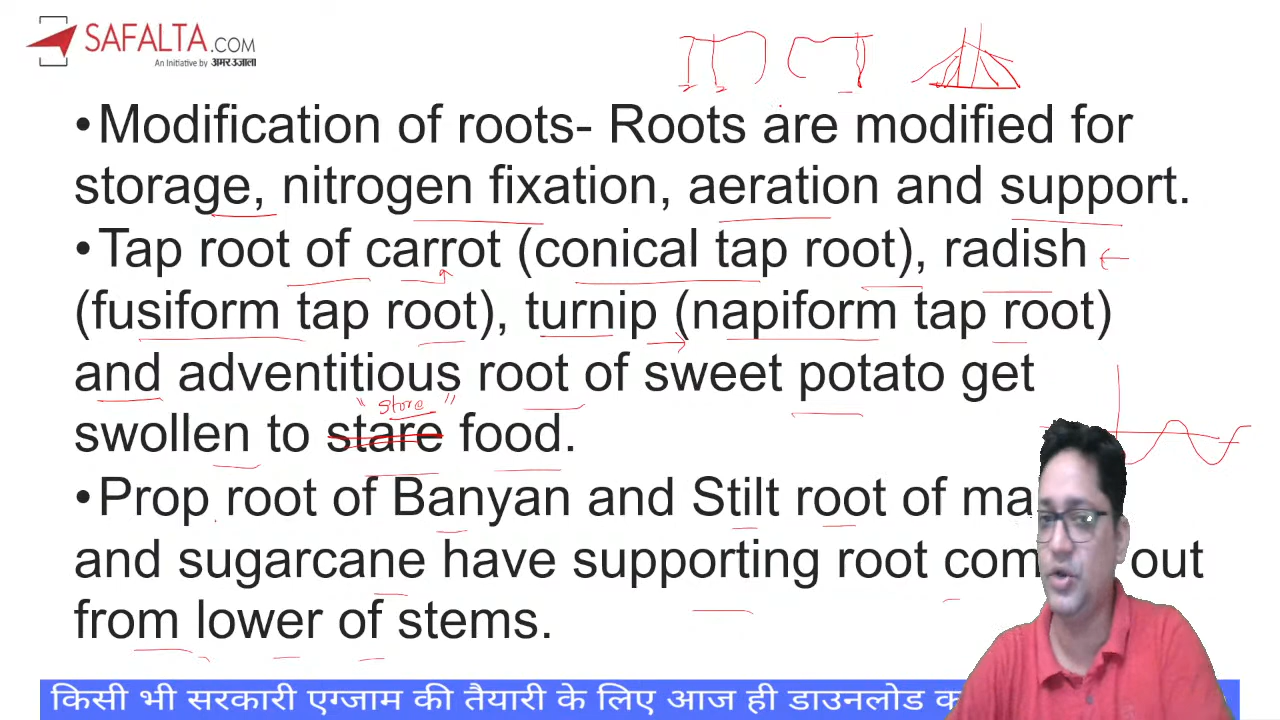 SAFALTA.COM
An Initiative by अमर उजाला
•Modification of roots- Roots are modified for
storage, nitrogen fixation, aeration and support.
•Tap root of carrot (conical tap root), radish
(fusiform tap root), turnip (napiform tap root)
and adventitious root of sweet potato get
"store"
swollen to stare food.
•Prop root of Banyan and Stilt root of
and sugarcane have supporting root out
from lower of stems.
किसी भी सरकारी एग्जाम की तैयारी के लिए आज ही डाउनलोड